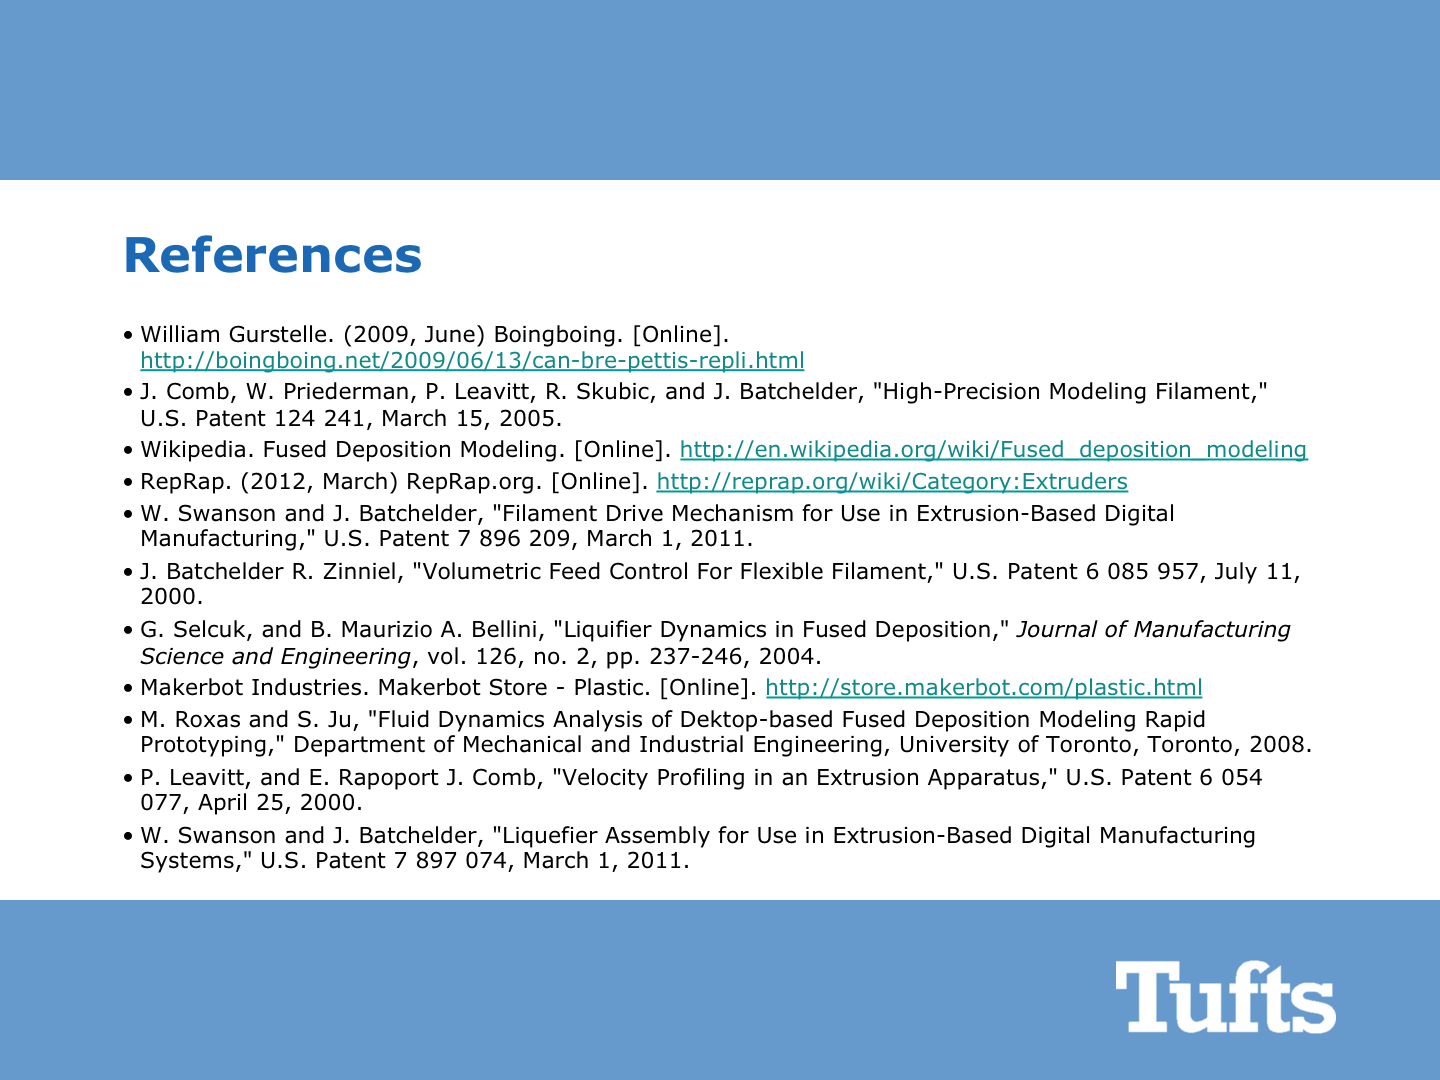 References
• William Gurstelle. (2009, June) Boingboing. [Online].
http://boingboing.net/2009/06/13/can-bre-pettis-repli.html
• J. Comb, W. Priederman, P. Leavitt, R. Skubic, and J. Batchelder, "High-Precision Modeling Filament,"
U.S. Patent 124 241, March 15, 2005.
• Wikipedia. Fused Deposition Modeling. [Online]. http://en.wikipedia.org/wiki/Fused_deposition_modeling
• RepRap. (2012, March) RepRap.org. [Online]. http://reprap.org/wiki/Category:Extruders
• W. Swanson and J. Batchelder, "Filament Drive Mechanism for Use in Extrusion-Based Digital
Manufacturing," U.S. Patent 7 896 209, March 1, 2011.
• J. Batchelder R. Zinniel, "Volumetric Feed Control For Flexible Filament," U.S. Patent 6 085 957, July 11,
2000.
• G. Selcuk, and B. Maurizio A. Bellini, "Liquifier Dynamics in Fused Deposition," Journal of Manufacturing
Science and Engineering, vol. 126, no. 2, pp. 237-246, 2004.
• Makerbot Industries. Makerbot Store - Plastic. [Online]. http://store.makerbot.com/plastic.html
• M. Roxas and S. Ju, "Fluid Dynamics Analysis of Dektop-based Fused Deposition Modeling Rapid
Prototyping," Department of Mechanical and Industrial Engineering, University of Toronto, Toronto, 2008.
• P. Leavitt, and E. Rapoport J. Comb, "Velocity Profiling in an Extrusion Apparatus," U.S. Patent 6 054
077, April 25, 2000.
• W. Swanson and J. Batchelder, "Liquefier Assembly for Use in Extrusion-Based Digital Manufacturing
Systems," U.S. Patent 7 897 074, March 1, 2011.
Tufts